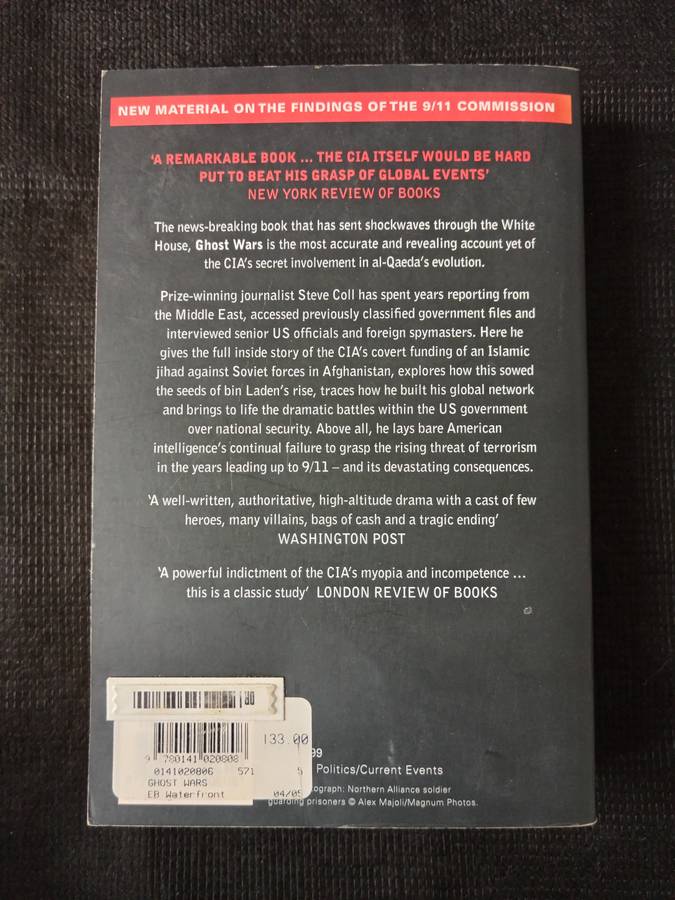 NEW MATERIAL ON THE FINDINGS OF THE 9/11 COMMISSION
‘A REMARKABLE BOOK ... THE CIA ITSELF WOULD BE HARD
PUT TO BEAT HIS GRASP OF GLOBAL EVENTS’
NEW YORK REVIEW OF BOOKS
The news-breaking book that has sent shockwaves through the White
House, Ghost Wars is the most accurate and revealing account yet of
the CIA’s secret involvement in al-Qaeda’s evolution.
Prize-winning journalist Steve Coll has spent years reporting from
the Middle East, accessed previously classified government files and
interviewed senior US officials and foreign spymasters. Here he
gives the full inside story of the CIA’s covert funding of an Islamic
jihad against Soviet forces in Afghanistan, explores how this sowed
the seeds of bin Laden’s rise, traces how he built his global network
and brings to life the dramatic battles within the US government
over national security. Above all, he lays bare American
intelligence’s continual failure to grasp the rising threat of terrorism
in the years leading up to 9/11 – and its devastating consequences.
‘A well-written, authoritative, high-altitude drama with a cast of few
heroes, many villains, bags of cash and a tragic ending’
WASHINGTON POST
‘A powerful indictment of the CIA’s myopia and incompetence ...
this is a classic study’ LONDON REVIEW OF BOOKS
133.00
99
9 780141 020808
0141020806 571 5
Politics/Current Events
GHOST WARS
Northern Alliance soldier
EB Waterfront 04/05
guarding prisoners © Alex Majoli/Magnum Photos.